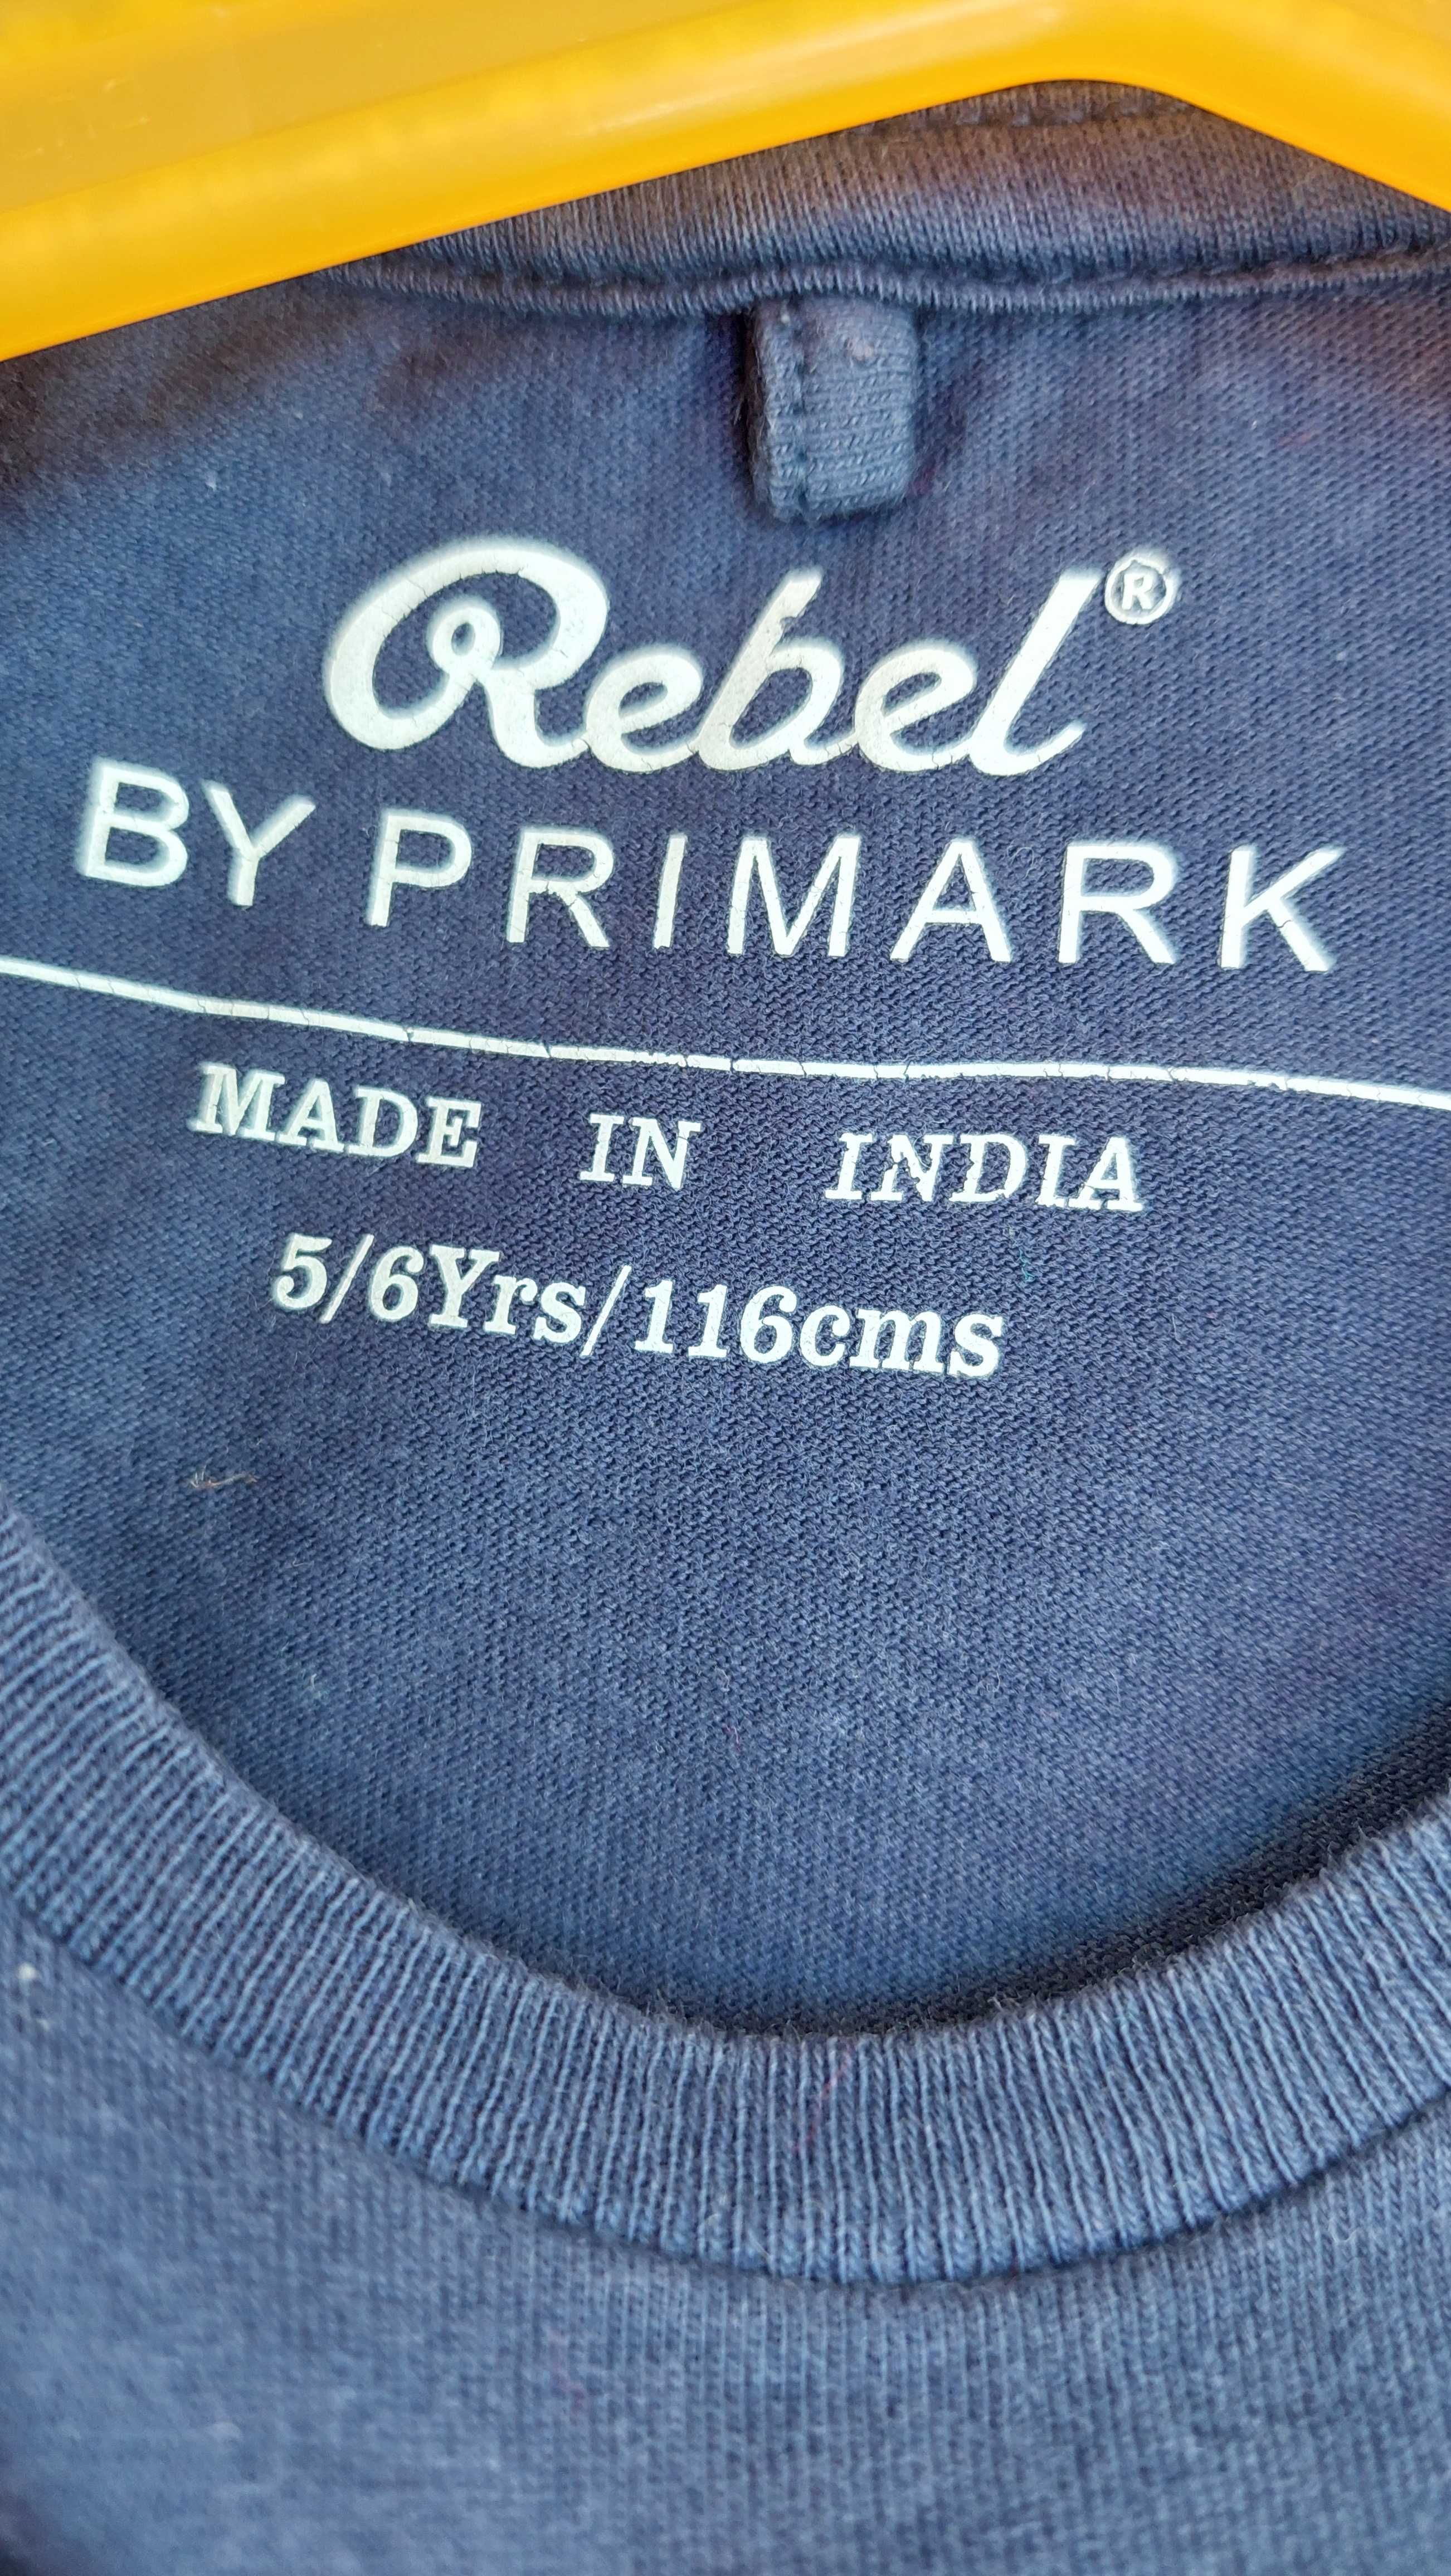 Rebel®
BY PRIMARK
MADE IN INDIA
5/6Yrs/116cms